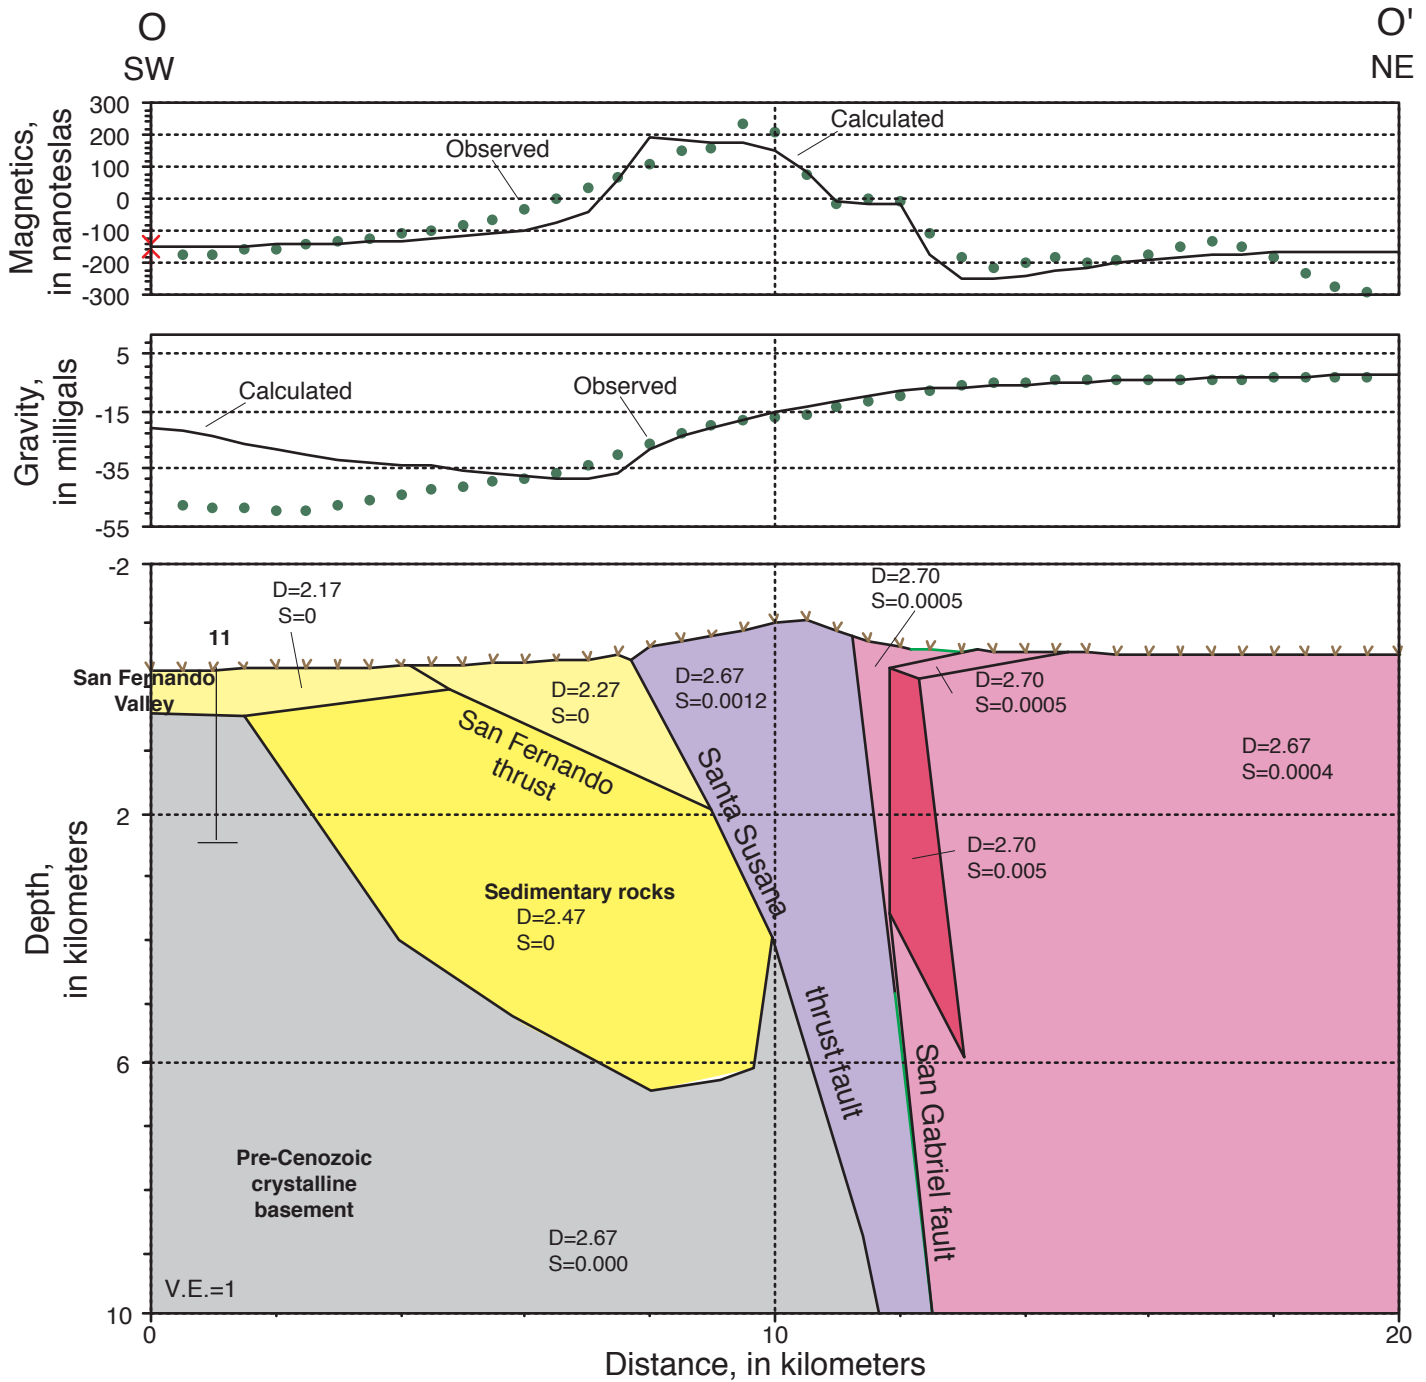 O
SW
O'
NE
Magnetics,
in nanoteslas
300
200
100
0
-100
-200
-300
Observed
Calculated
Gravity,
in milligals
5
-15
-35
-55
Calculated
Observed
Depth,
in kilometers
-2
2
6
10
D=2.17
S=0
11
San Fernando
Valley
D=2.27
S=0
D=2.67
S=0.0012
D=2.70
S=0.0005
D=2.70
S=0.0005
D=2.67
S=0.0004
San Fernando
thrust
Santa Susana
thrust fault
D=2.70
S=0.005
Sedimentary rocks
D=2.47
S=0
San Gabriel fault
Pre-Cenozoic
crystalline
basement
D=2.67
S=0.000
V.E.=1
0
10
20
Distance, in kilometers